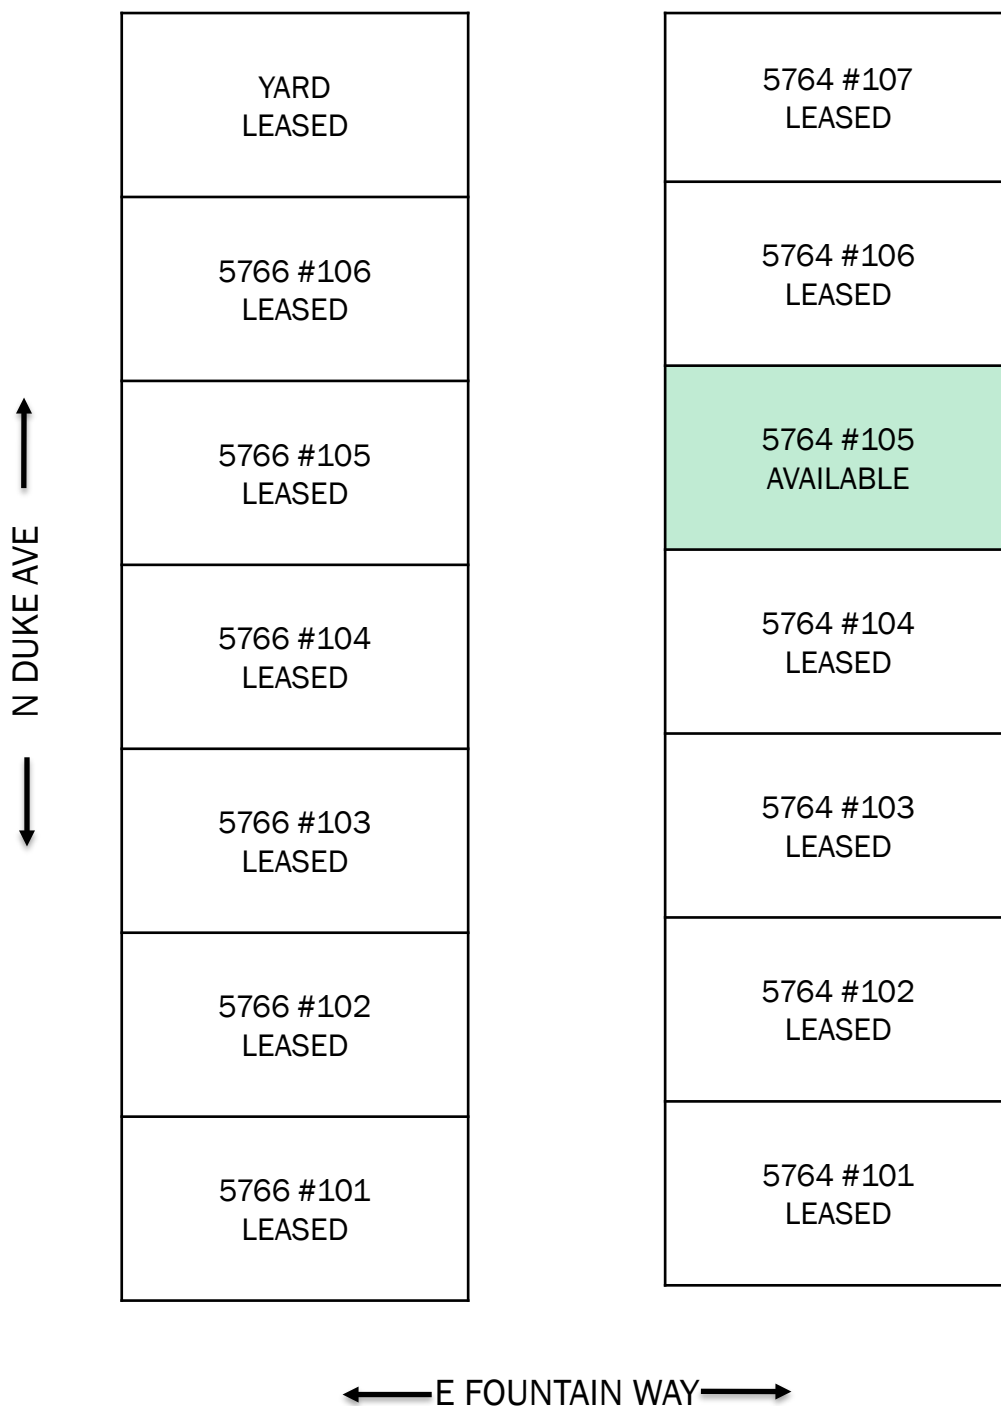 YARD
LEASED
5766 #106
LEASED
5766 #105
LEASED
5766 #104
LEASED
5766 #103
LEASED
5766 #102
LEASED
5766 #101
LEASED
5764 #107
LEASED
5764 #106
LEASED
5764 #105
AVAILABLE
5764 #104
LEASED
5764 #103
LEASED
5764 #102
LEASED
5764 #101
LEASED
N DUKE AVE
E FOUNTAIN WAY